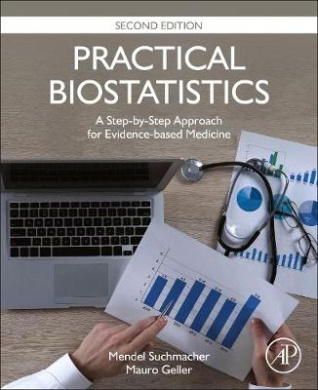 SECOND EDITION
PRACTICAL
BIOSTATISTICS
A Step-by-Step Approach
for Evidence-based Medicine
Mendel Suchmacher
Mauro Geller
AP